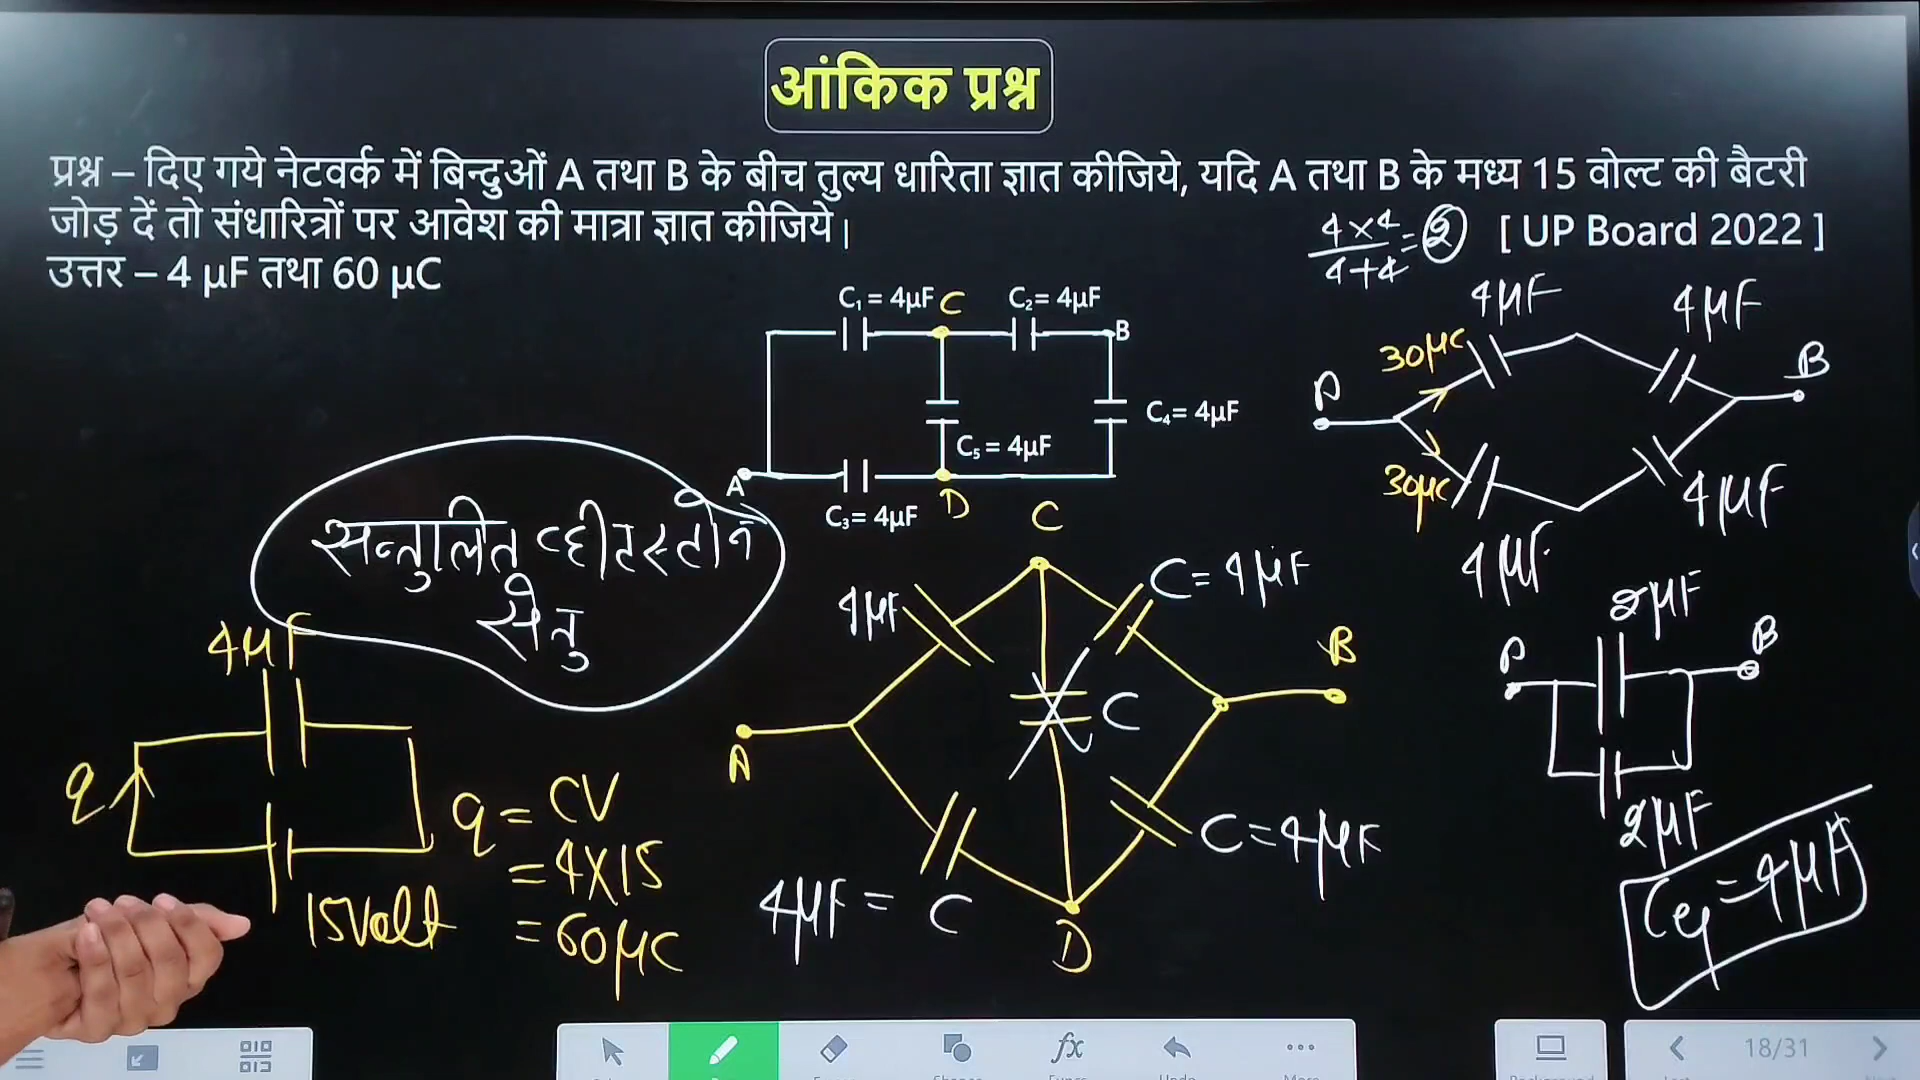 आंकिक प्रश्न
प्रश्न – दिए गये नेटवर्क में बिन्दुओं A तथा B के बीच तुल्य धारिता ज्ञात कीजिये, यदि A तथा B के मध्य 15 वोल्ट की बैटरी
जोड़ दें तो संधारित्रों पर आवेश की मात्रा ज्ञात कीजिये।
[ UP Board 2022 ]
उत्तर – 4 μF तथा 60 μC
4×4
4+4
= 2
C₁ = 4μF
C
C₂ = 4μF
B
C₄= 4μF
C₅ = 4μF
A
C₃= 4μF
D
4μF
4μF
30μC
B
30μC
4μF
4μF
सन्तुलित व्हीटस्टोन
सेतु
C
4μF
C = 4μF
B
C
A
C = 4μF
4μF = C
D
4μF
q
15 Volt
q = CV
= 4×15
= 60μC
2μF
B
2μF
Ceq = 4μF
18/31